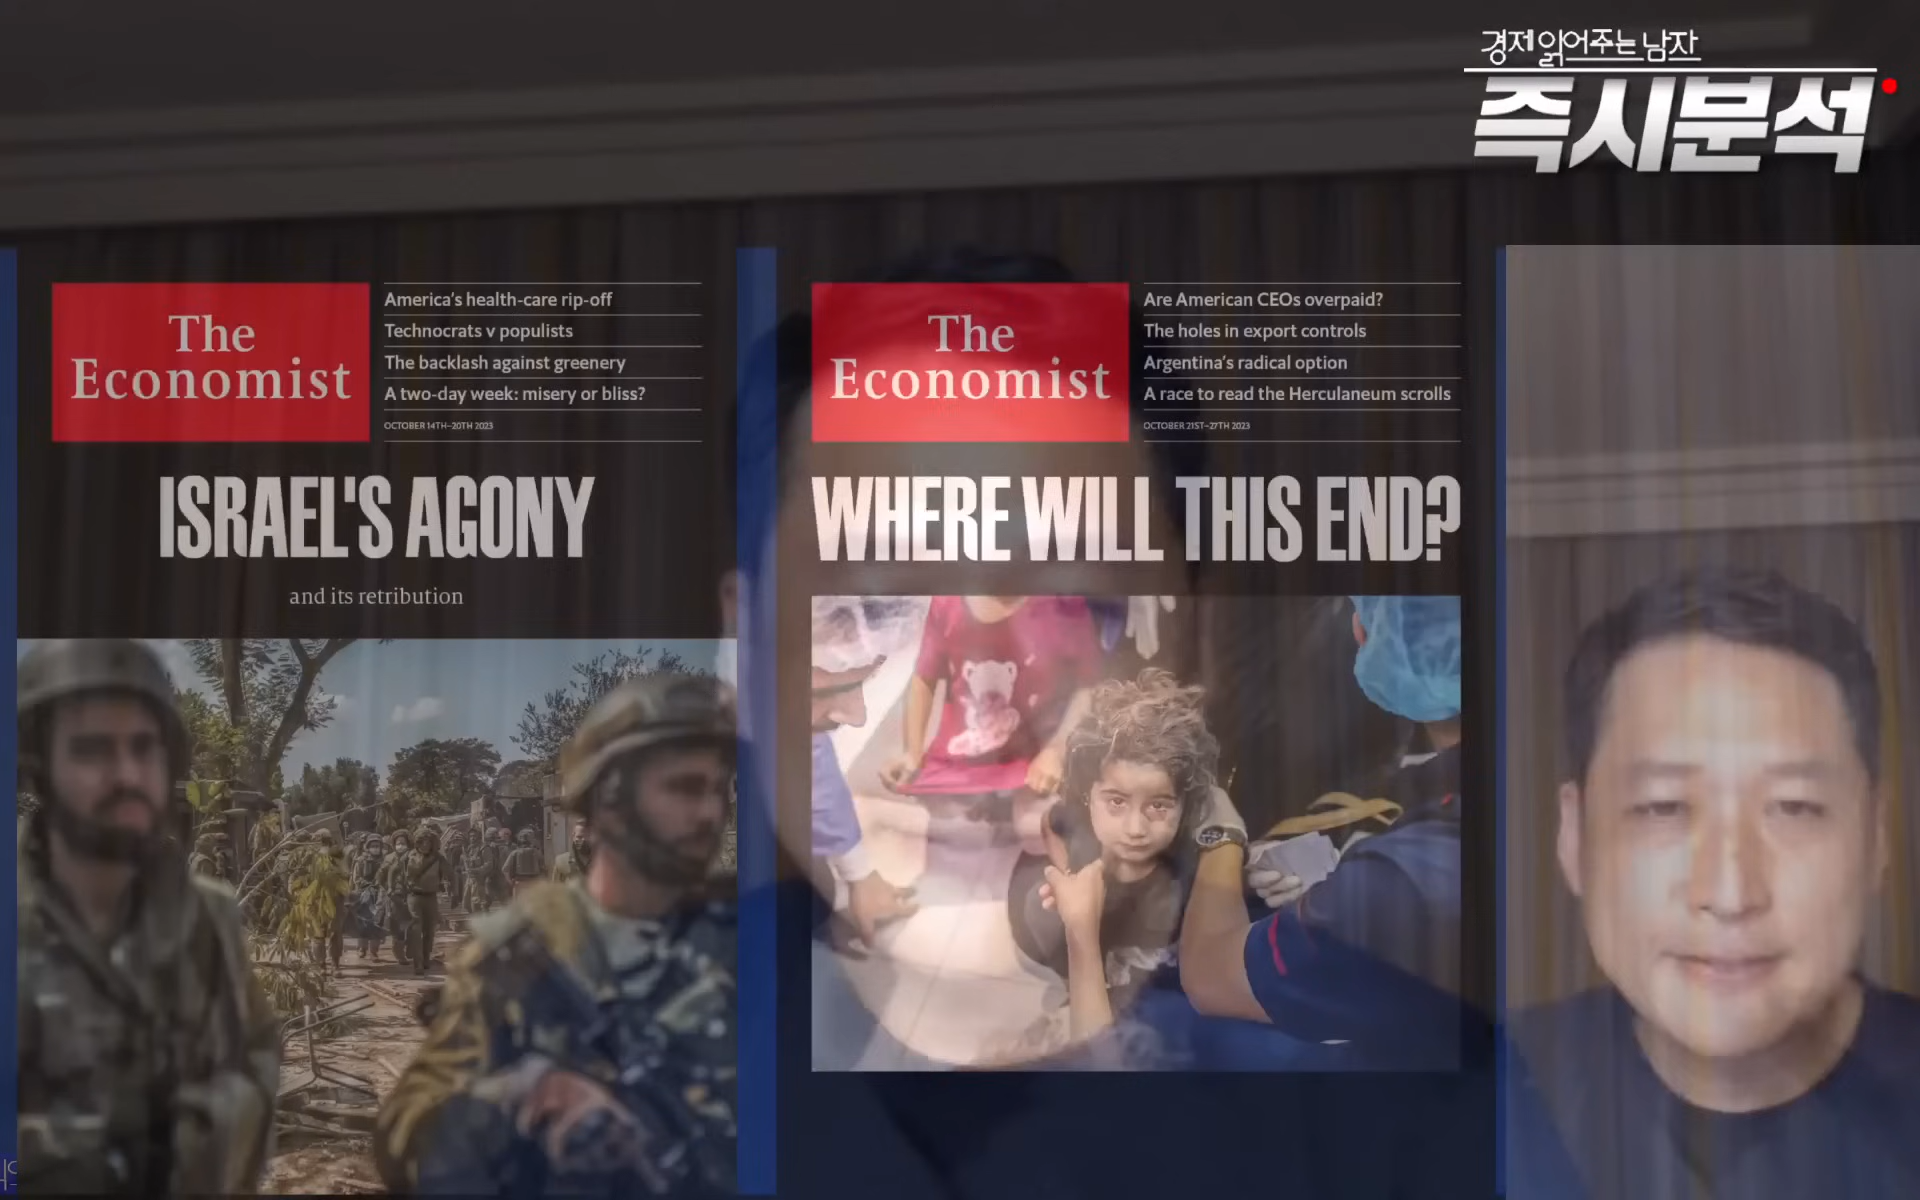 경제 읽어주는 남자
즉시분석
The
Economist
America's health-care rip-off
Technocrats v populists
The backlash against greenery
A two-day week: misery or bliss?
OCTOBER 14TH–20TH 2023
ISRAEL'S AGONY
and its retribution
The
Economist
Are American CEOs overpaid?
The holes in export controls
Argentina's radical option
A race to read the Herculaneum scrolls
OCTOBER 21ST–27TH 2023
WHERE WILL THIS END?